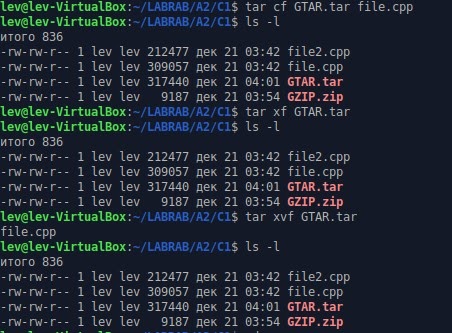 lev@lev-VirtualBox:~/LABRAB/A2/C1$ tar cf GTAR.tar file.cpp
lev@lev-VirtualBox:~/LABRAB/A2/C1$ ls -l
итого 836
-rw-rw-r-- 1 lev lev 212477 дек 21 03:42 file2.cpp
-rw-rw-r-- 1 lev lev 309057 дек 21 03:42 file.cpp
-rw-rw-r-- 1 lev lev 317440 дек 21 04:01 GTAR.tar
-rw-rw-r-- 1 lev lev   9187 дек 21 03:54 GZIP.zip
lev@lev-VirtualBox:~/LABRAB/A2/C1$ tar xf GTAR.tar
lev@lev-VirtualBox:~/LABRAB/A2/C1$ ls -l
итого 836
-rw-rw-r-- 1 lev lev 212477 дек 21 03:42 file2.cpp
-rw-rw-r-- 1 lev lev 309057 дек 21 03:42 file.cpp
-rw-rw-r-- 1 lev lev 317440 дек 21 04:01 GTAR.tar
-rw-rw-r-- 1 lev lev   9187 дек 21 03:54 GZIP.zip
lev@lev-VirtualBox:~/LABRAB/A2/C1$ tar xvf GTAR.tar
file.cpp
lev@lev-VirtualBox:~/LABRAB/A2/C1$ ls -l
итого 836
-rw-rw-r-- 1 lev lev 212477 дек 21 03:42 file2.cpp
-rw-rw-r-- 1 lev lev 309057 дек 21 03:42 file.cpp
-rw-rw-r-- 1 lev lev 317440 дек 21 04:01 GTAR.tar
-rw-rw-r-- 1 lev lev   9187 дек 21 03:54 GZIP.zip